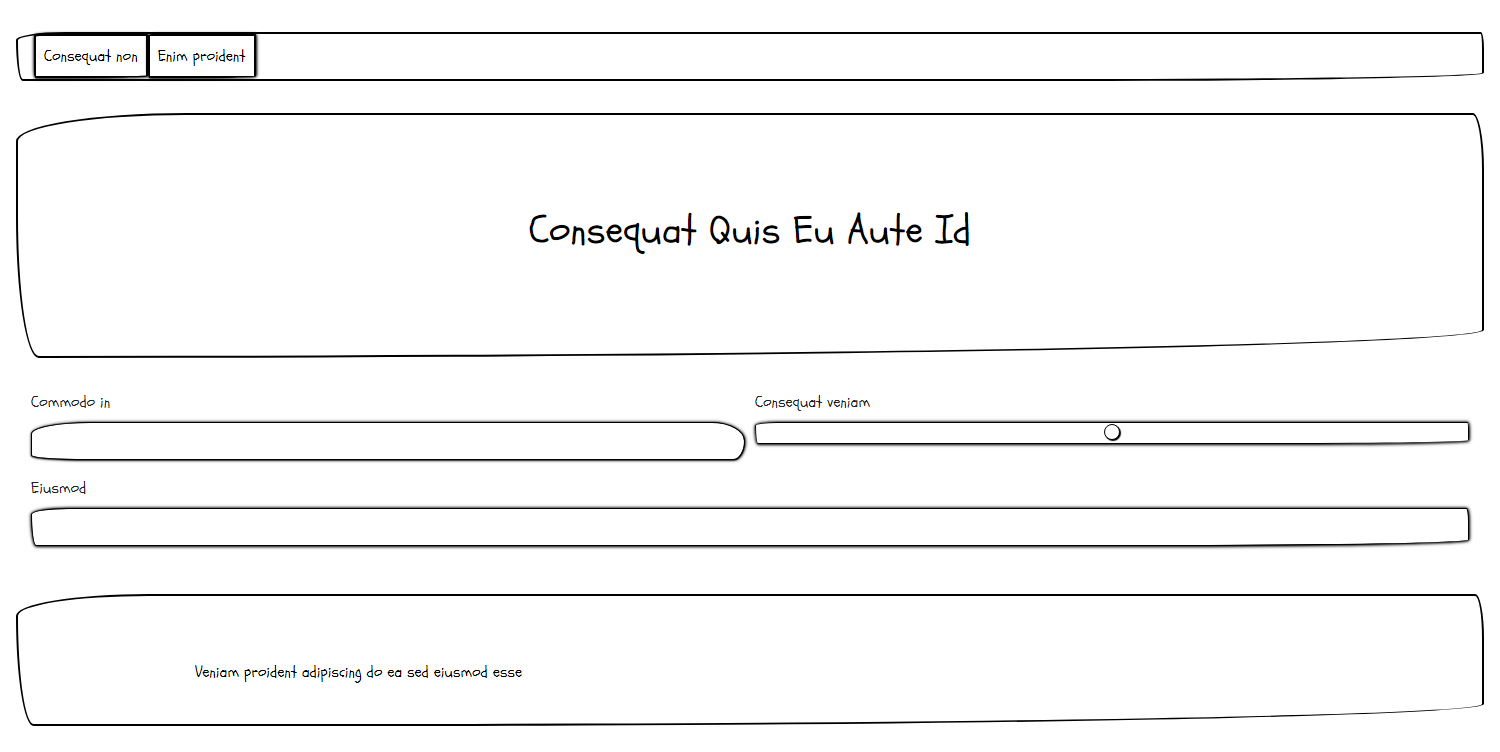 Consequat non
Enim proident
Consequat Quis Eu Aute Id
Commodo in
Consequat veniam
Eiusmod
Veniam proident adipiscing do ea sed eiusmod esse